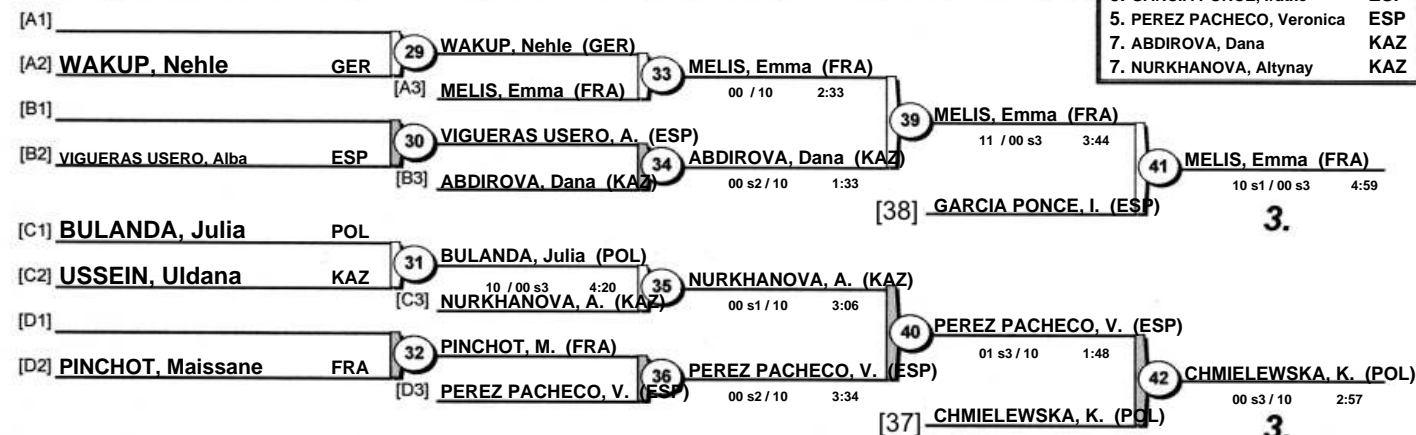 5. PEREZ PACHECO, Veronica ESP
7. ABDIROVA, Dana KAZ
7. NURKHANOVA, Altynay KAZ
[A1]
[A2] WAKUP, Nehle GER
29 WAKUP, Nehle (GER)
[A3] MELIS, Emma (FRA)
33 MELIS, Emma (FRA)
00 / 10 2:33
[B1]
[B2] VIGUERAS USERO, Alba ESP
30 VIGUERAS USERO, A. (ESP)
[B3] ABDIROVA, Dana (KAZ)
34 ABDIROVA, Dana (KAZ)
00 s2 / 10 1:33
39 MELIS, Emma (FRA)
11 / 00 s3 3:44
[38] GARCIA PONCE, I. (ESP)
41 MELIS, Emma (FRA)
10 s1 / 00 s3 4:59
3.
[C1] BULANDA, Julia POL
[C2] USSEIN, Uldana KAZ
31 BULANDA, Julia (POL)
10 / 00 s3 4:20
[C3] NURKHANOVA, A. (KAZ)
35 NURKHANOVA, A. (KAZ)
00 s1 / 10 3:06
[D1]
[D2] PINCHOT, Maissane FRA
32 PINCHOT, M. (FRA)
[D3] PEREZ PACHECO, V. (ESP)
36 PEREZ PACHECO, V. (ESP)
00 s2 / 10 3:34
40 PEREZ PACHECO, V. (ESP)
01 s3 / 10 1:48
[37] CHMIELEWSKA, K. (POL)
42 CHMIELEWSKA, K. (POL)
00 s3 / 10 2:57
3.